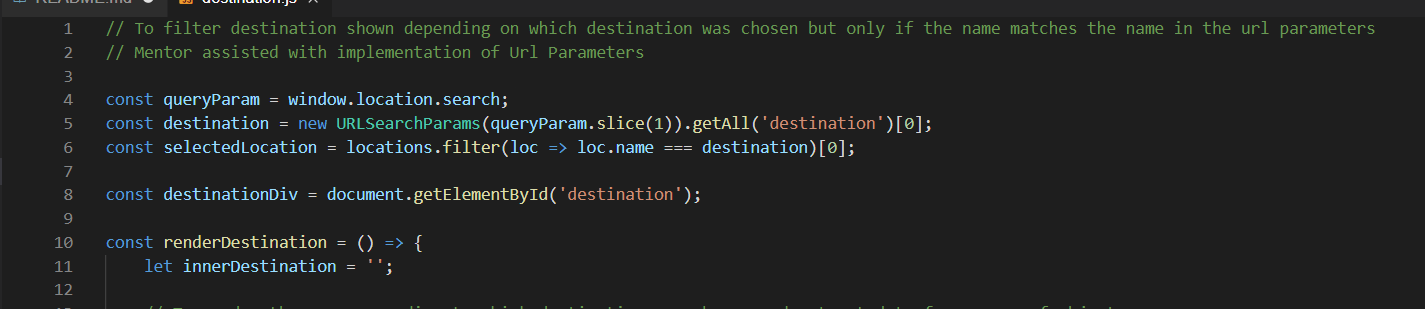 README.md destination.js
1 // To filter destination shown depending on which destination was chosen but only if the name matches the name in the url parameters
2 // Mentor assisted with implementation of Url Parameters
3
4 const queryParam = window.location.search;
5 const destination = new URLSearchParams(queryParam.slice(1)).getAll('destination')[0];
6 const selectedLocation = locations.filter(loc => loc.name === destination)[0];
7
8 const destinationDiv = document.getElementById('destination');
9
10 const renderDestination = () => {
11 let innerDestination = '';
12